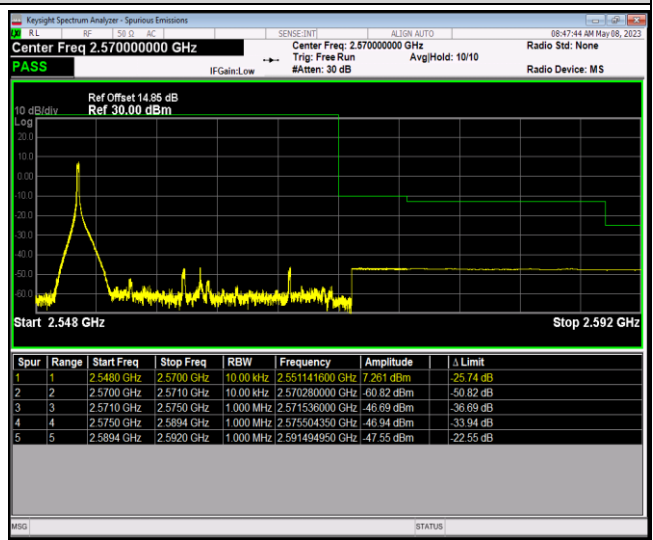 Keysight Spectrum Analyzer - Spurious Emissions
RL RF 50 Ω AC SENSE:INT ALIGN AUTO 08:47:44 AM May 08, 2023
Center Freq 2.570000000 GHz Center Freq: 2.570000000 GHz Radio Std: None
PASS Trig: Free Run Avg|Hold: 10/10
IFGain:Low #Atten: 30 dB Radio Device: MS
Ref Offset 14.85 dB
10 dB/div Ref 30.00 dBm
Log
20.0
10.0
0.00
-10.0
-20.0
-30.0
-40.0
-50.0
-60.0
Start 2.548 GHz Stop 2.592 GHz
Spur Range Start Freq Stop Freq RBW Frequency Amplitude Δ Limit
1 1 2.5480 GHz 2.5700 GHz 10.00 kHz 2.551141600 GHz 7.261 dBm -25.74 dB
2 2 2.5700 GHz 2.5710 GHz 10.00 kHz 2.570280000 GHz -60.82 dBm -50.82 dB
3 3 2.5710 GHz 2.5750 GHz 1.000 MHz 2.571536000 GHz -46.69 dBm -36.69 dB
4 4 2.5750 GHz 2.5894 GHz 1.000 MHz 2.575504350 GHz -46.94 dBm -33.94 dB
5 5 2.5894 GHz 2.5920 GHz 1.000 MHz 2.591494950 GHz -47.55 dBm -22.55 dB
MSG STATUS